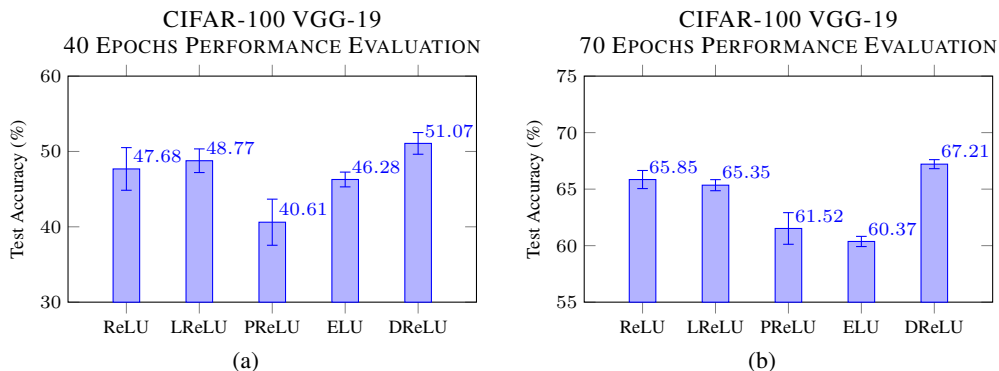 CIFAR-100 VGG-19
40 EPOCHS PERFORMANCE EVALUATION
Test Accuracy (%)
60
50
40
30
47.68
48.77
40.61
46.28
51.07
ReLU LReLU PReLU ELU DReLU
(a)
CIFAR-100 VGG-19
70 EPOCHS PERFORMANCE EVALUATION
Test Accuracy (%)
75
70
65
60
55
65.85
65.35
61.52
60.37
67.21
ReLU LReLU PReLU ELU DReLU
(b)